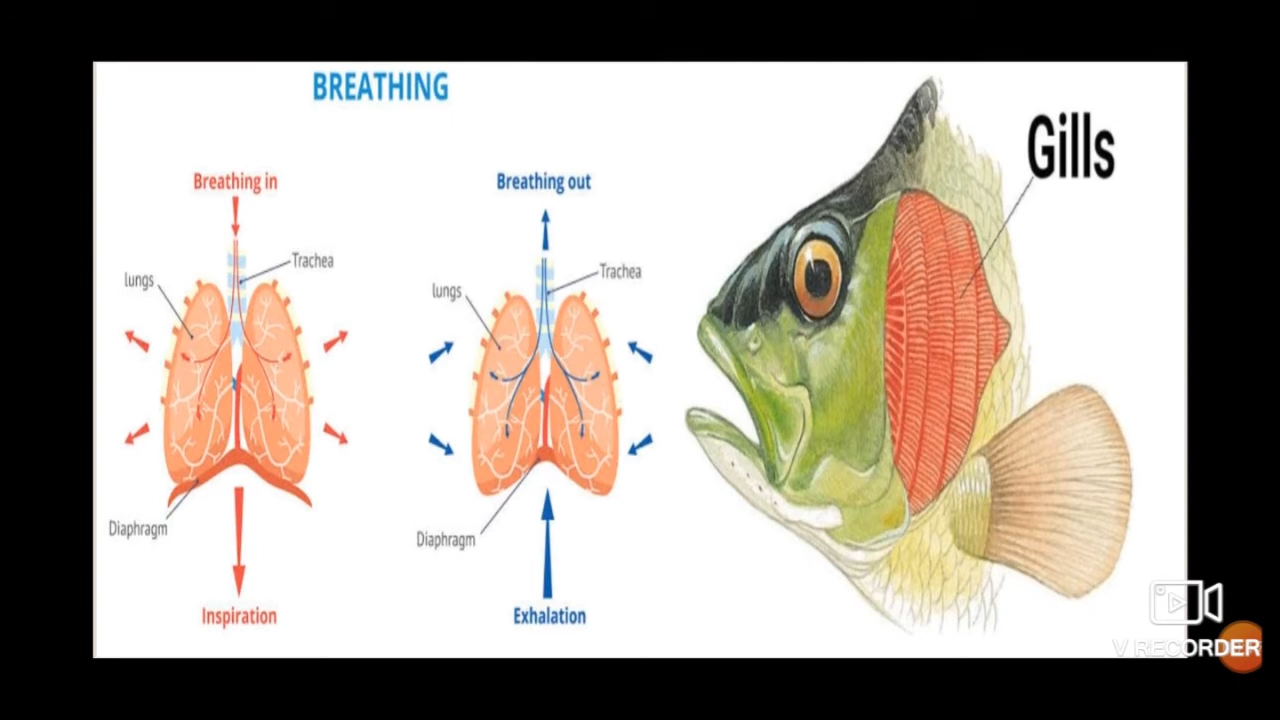 BREATHING
Breathing in
Trachea
lungs
Diaphragm
Inspiration
Breathing out
Trachea
lungs
Diaphragm
Exhalation
Gills
V RECORDER